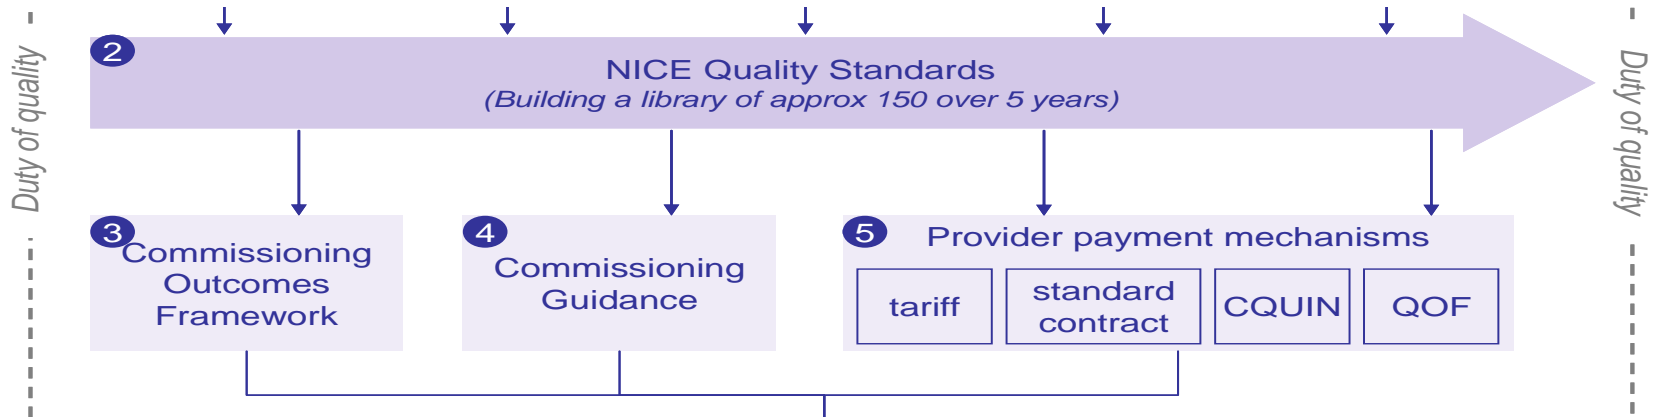 Duty of quality
2
NICE Quality Standards
(Building a library of approx 150 over 5 years)
Duty of quality
3
Commissioning
Outcomes
Framework
4
Commissioning
Guidance
5
Provider payment mechanisms
tariff
standard
contract
CQUIN
QOF